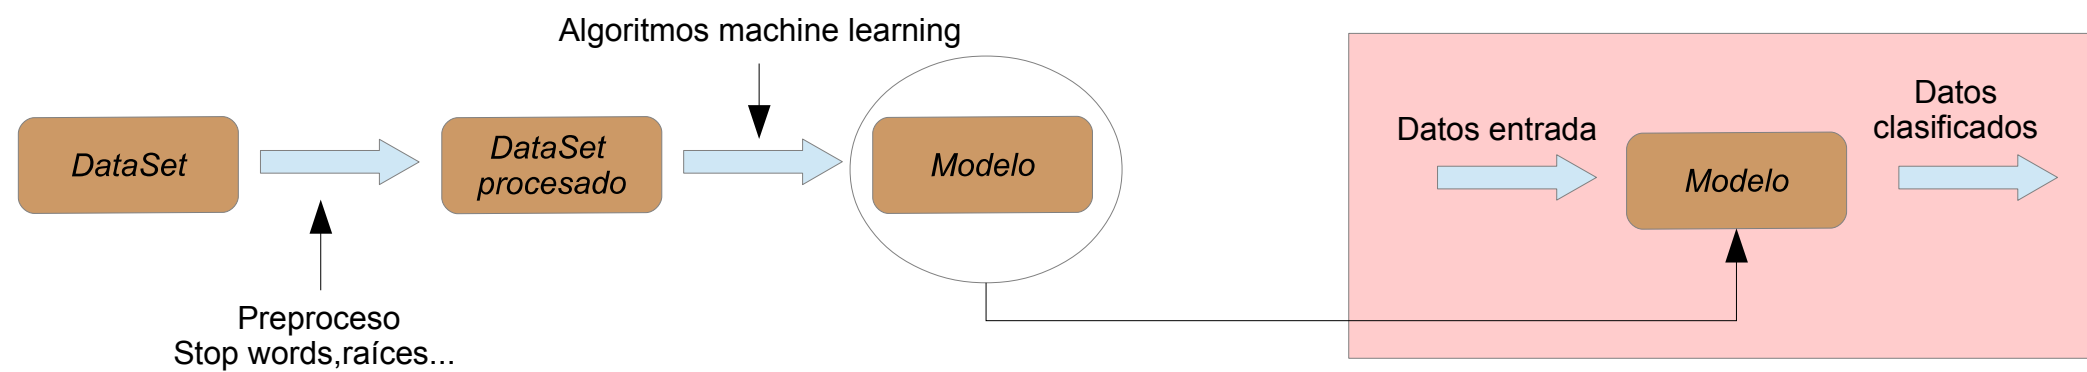 Algoritmos machine learning
DataSet
DataSet
procesado
Modelo
Preproceso
Stop words,raíces...
Datos entrada
Modelo
Datos
clasificados